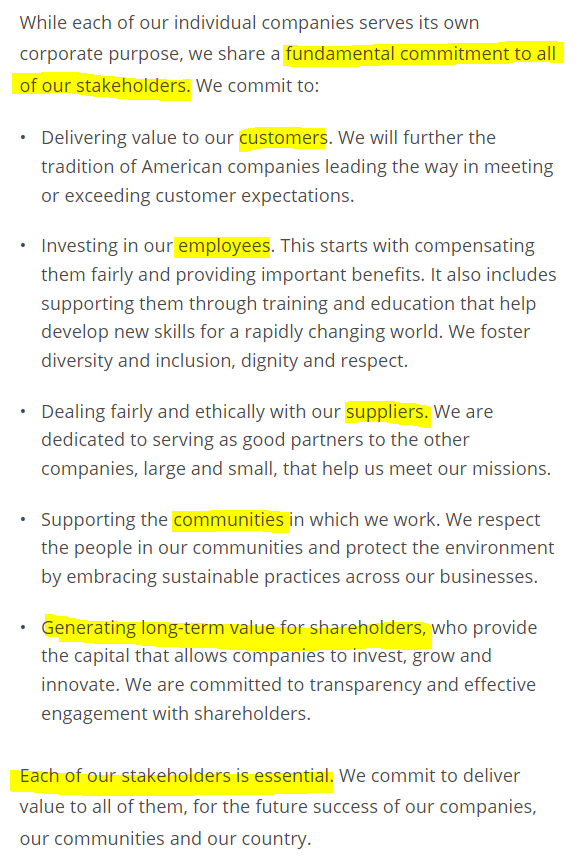 While each of our individual companies serves its own
corporate purpose, we share a fundamental commitment to all
of our stakeholders. We commit to:
• Delivering value to our customers. We will further the
tradition of American companies leading the way in meeting
or exceeding customer expectations.
• Investing in our employees. This starts with compensating
them fairly and providing important benefits. It also includes
supporting them through training and education that help
develop new skills for a rapidly changing world. We foster
diversity and inclusion, dignity and respect.
• Dealing fairly and ethically with our suppliers. We are
dedicated to serving as good partners to the other
companies, large and small, that help us meet our missions.
• Supporting the communities in which we work. We respect
the people in our communities and protect the environment
by embracing sustainable practices across our businesses.
• Generating long-term value for shareholders, who provide
the capital that allows companies to invest, grow and
innovate. We are committed to transparency and effective
engagement with shareholders.
Each of our stakeholders is essential. We commit to deliver
value to all of them, for the future success of our companies,
our communities and our country.